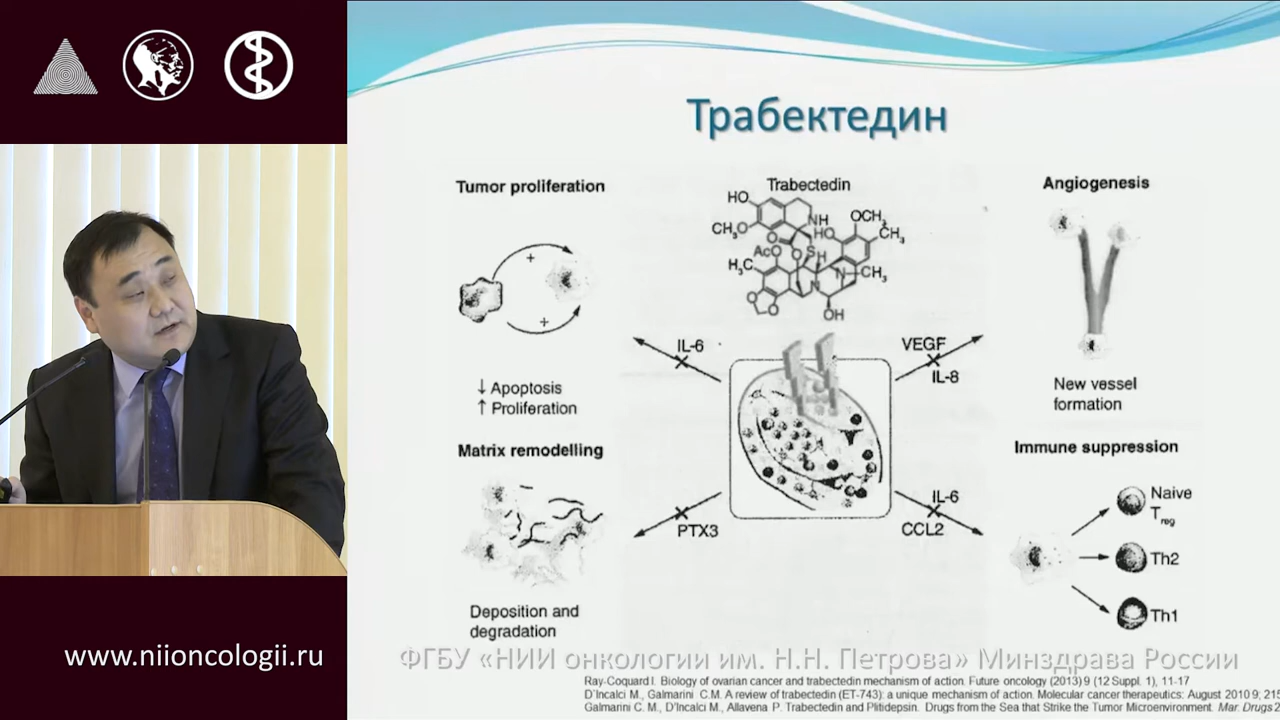 Трабектедин
Tumor proliferation
Trabectedin
Angiogenesis
HO
NH
CH₃O
HO
OCH₃
CH₃
O
S
H
AcO
O
H₃C
N
CH₃
O
O
OH
+
+
IL-6
VEGF
IL-8
↓ Apoptosis
↑ Proliferation
New vessel
formation
Matrix remodelling
Immune suppression
PTX3
IL-6
CCL2
Naive
T reg
Th2
Th1
Deposition and
degradation
www.niioncologii.ru
ФГБУ «НИИ онкологии им. Н.Н. Петрова» Минздрава России
Ray-Coquard I. Biology of ovarian cancer and trabectedin mechanism of action. Future oncology (2013) 9 (12 Suppl. 1), 11-17
D'Incalci M., Galmarini C.M. A review of trabectedin (ET-743): a unique mechanism of action. Molecular cancer therapeutics: August 2010 9; 215
Galmarini C. M., D'Incalci M., Allavena P. Trabectedin and Plitidepsin. Drugs from the Sea that Strike the Tumor Microenvironment. Mar. Drugs 2